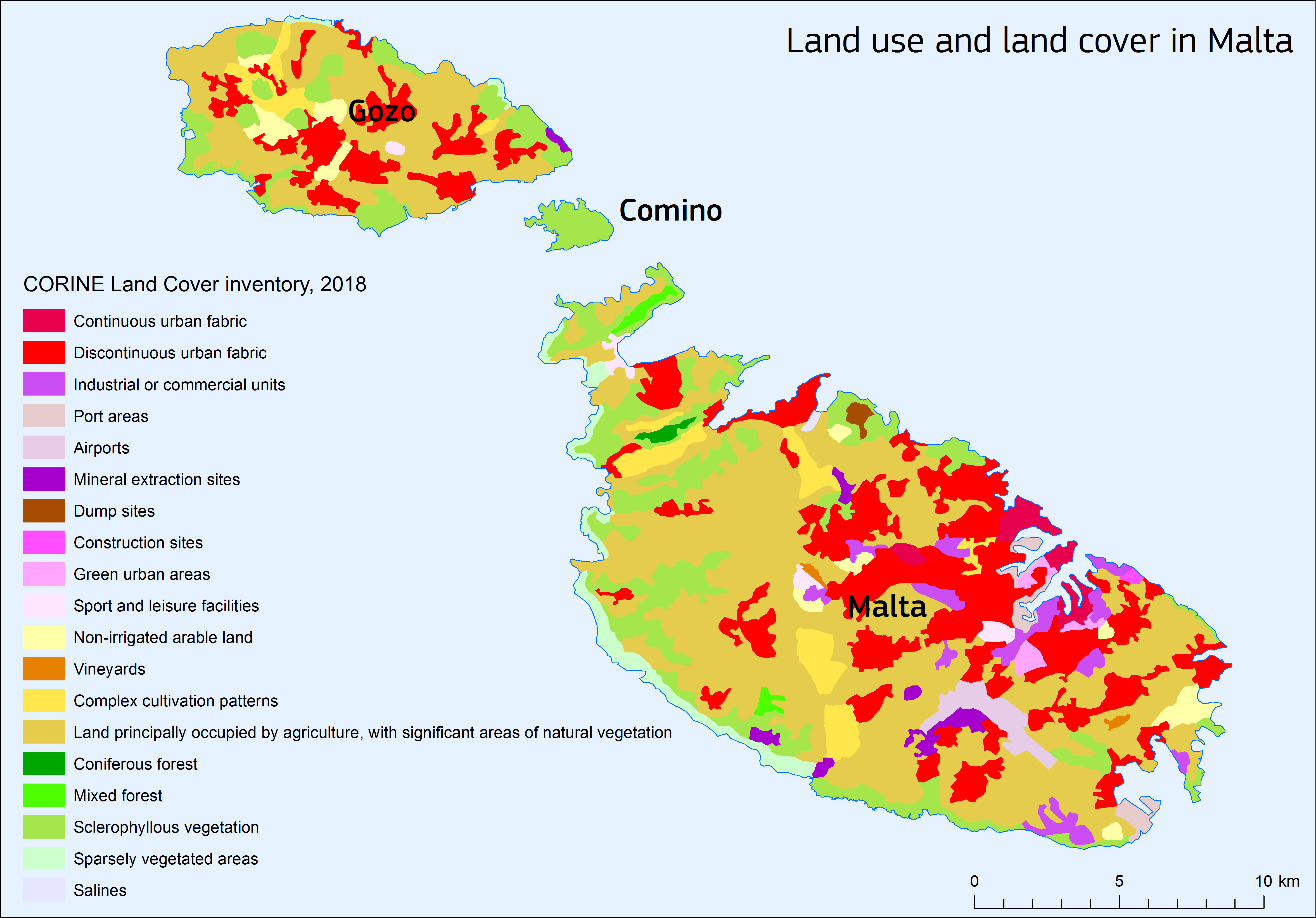 Land use and land cover in Malta
Gozo
Comino
CORINE Land Cover inventory, 2018
Continuous urban fabric
Discontinuous urban fabric
Industrial or commercial units
Port areas
Airports
Mineral extraction sites
Dump sites
Construction sites
Green urban areas
Sport and leisure facilities
Non-irrigated arable land
Vineyards
Complex cultivation patterns
Land principally occupied by agriculture, with significant areas of natural vegetation
Coniferous forest
Mixed forest
Sclerophyllous vegetation
Sparsely vegetated areas
Salines
Malta
0 5 10 km